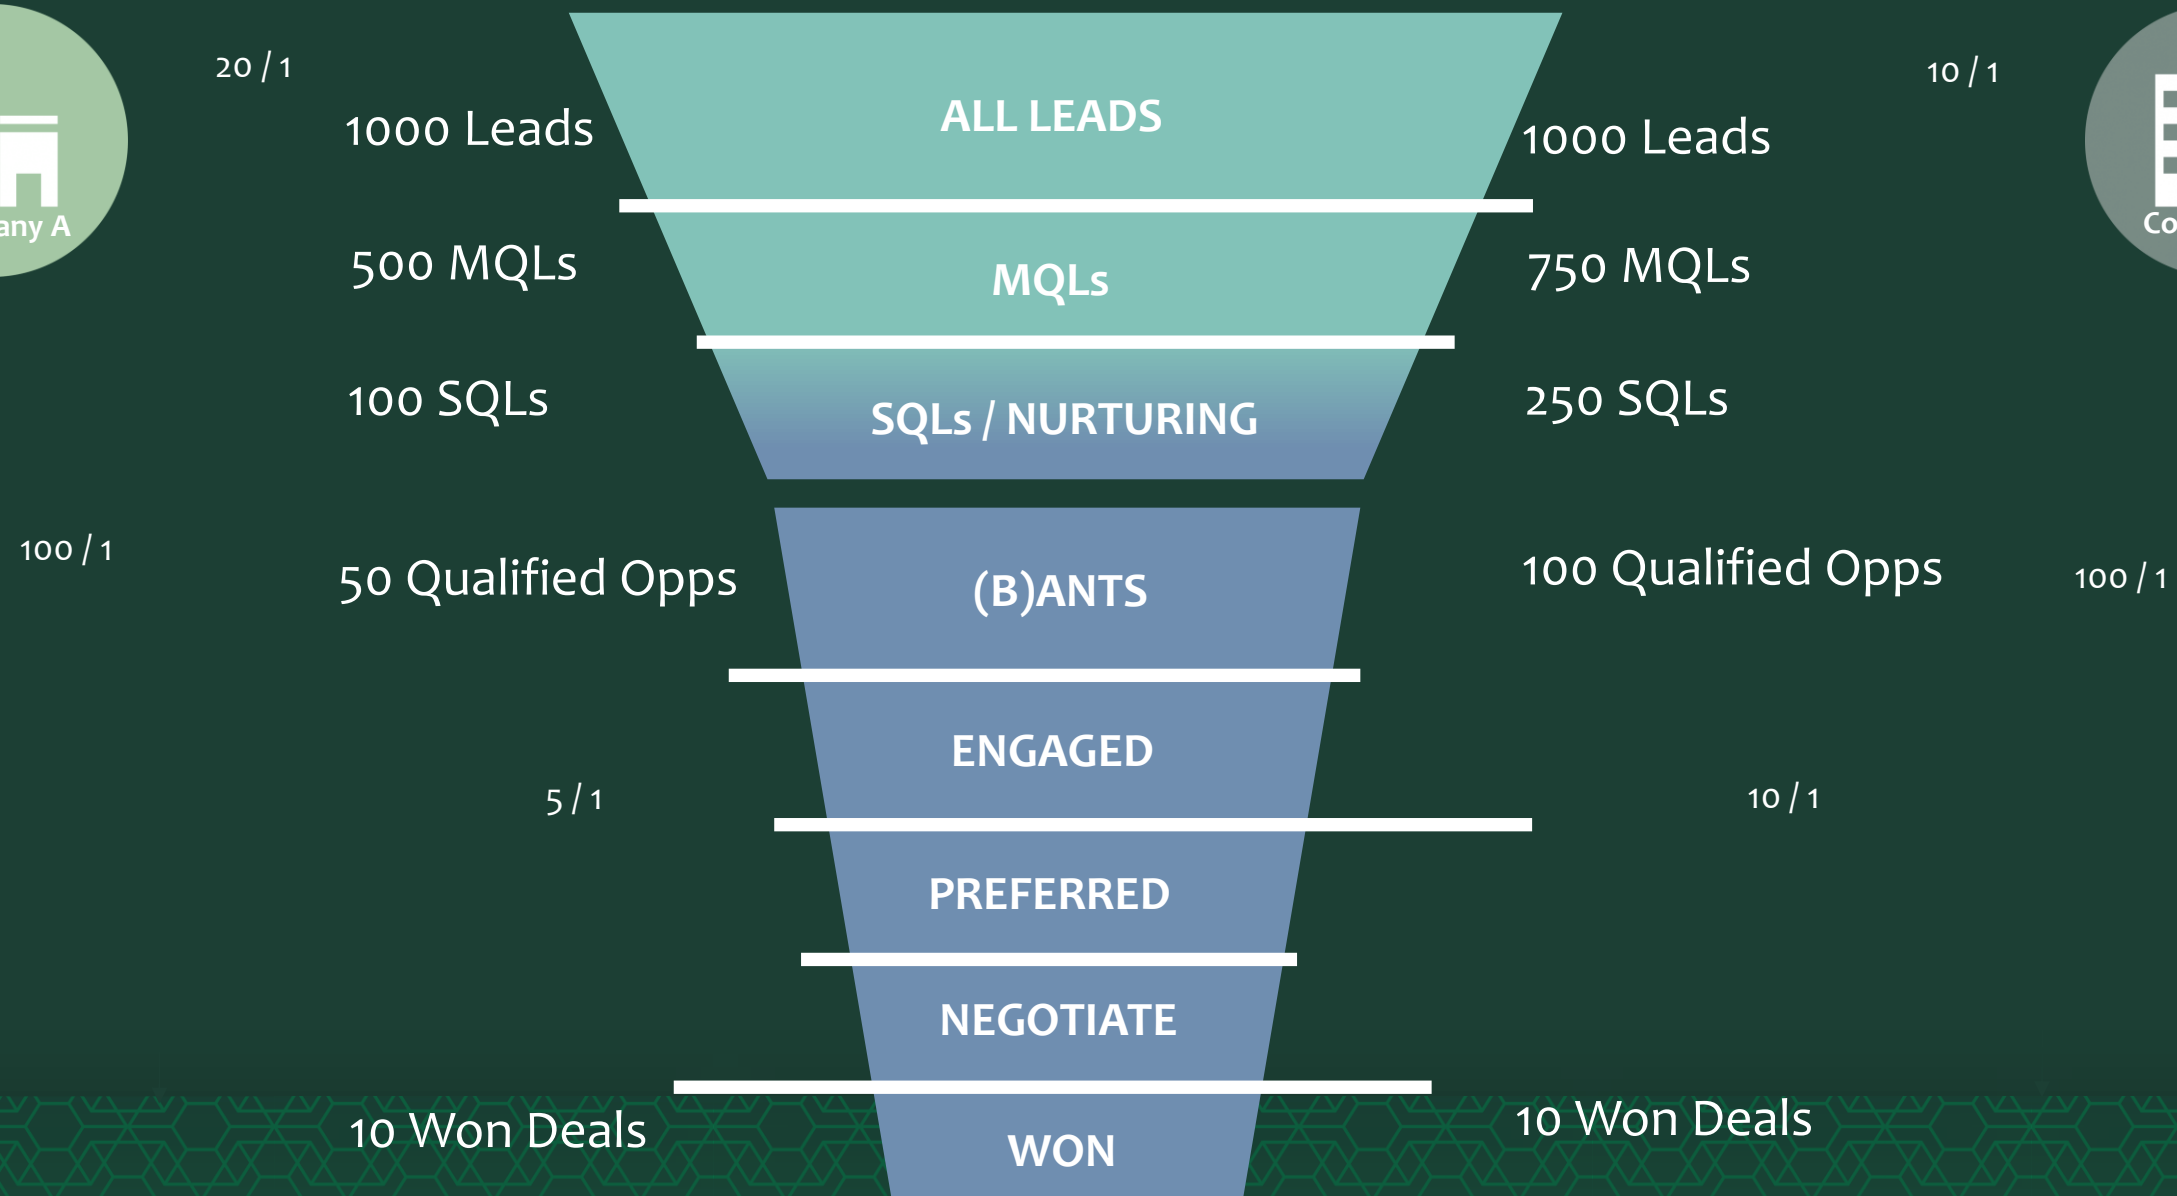 20 / 1
1000 Leads
any A
500 MQLs
100 SQLs
100 / 1
50 Qualified Opps
5 / 1
10 Won Deals
ALL LEADS
MQLs
SQLs / NURTURING
(B)ANTS
ENGAGED
PREFERRED
NEGOTIATE
WON
10 / 1
1000 Leads
Co
750 MQLs
250 SQLs
100 Qualified Opps
100 / 1
10 / 1
10 Won Deals